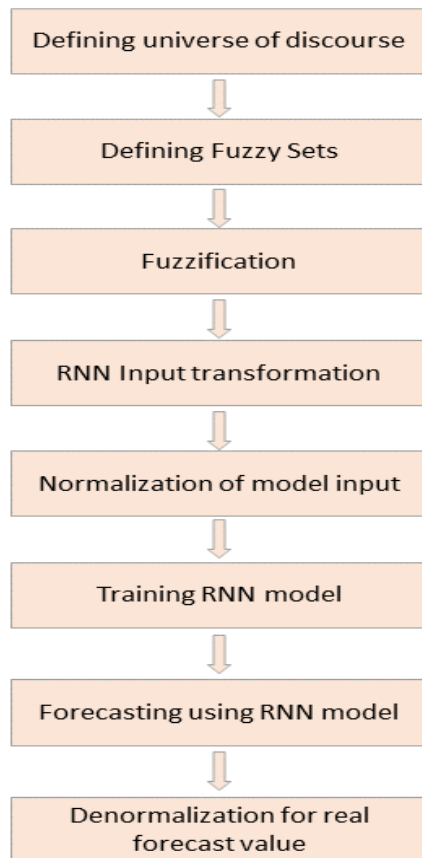 Defining universe of discourse
Defining Fuzzy Sets
Fuzzification
RNN Input transformation
Normalization of model input
Training RNN model
Forecasting using RNN model
Denormalization for real
forecast value